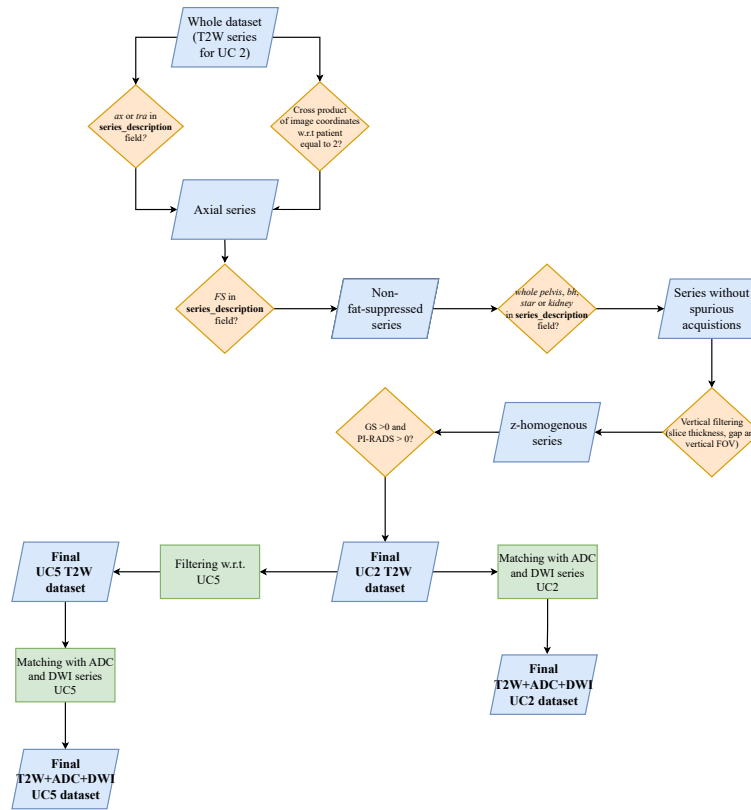 Whole dataset
(T2W series
for UC 2)
ax or tra in
series_description
field?
Cross product
of image coordinates
w.r.t patient
equal to 2?
Axial series
FS in
series_description
field?
Non-
fat-suppressed
series
whole pelvis, bh,
star or kidney
in series_description
field?
Series without
spurious
acquistions
GS >0 and
PI-RADS > 0?
z-homogenous
series
Vertical filtering
(slice thickness, gap an
vertical FOV)
Final
UC5 T2W
dataset
Filtering w.r.t.
UC5
Final
UC2 T2W
dataset
Matching with ADC
and DWI series
UC2
Matching with ADC
and DWI series
UC5
Final
T2W+ADC+DWI
UC2 dataset
Final
T2W+ADC+DWI
UC5 dataset